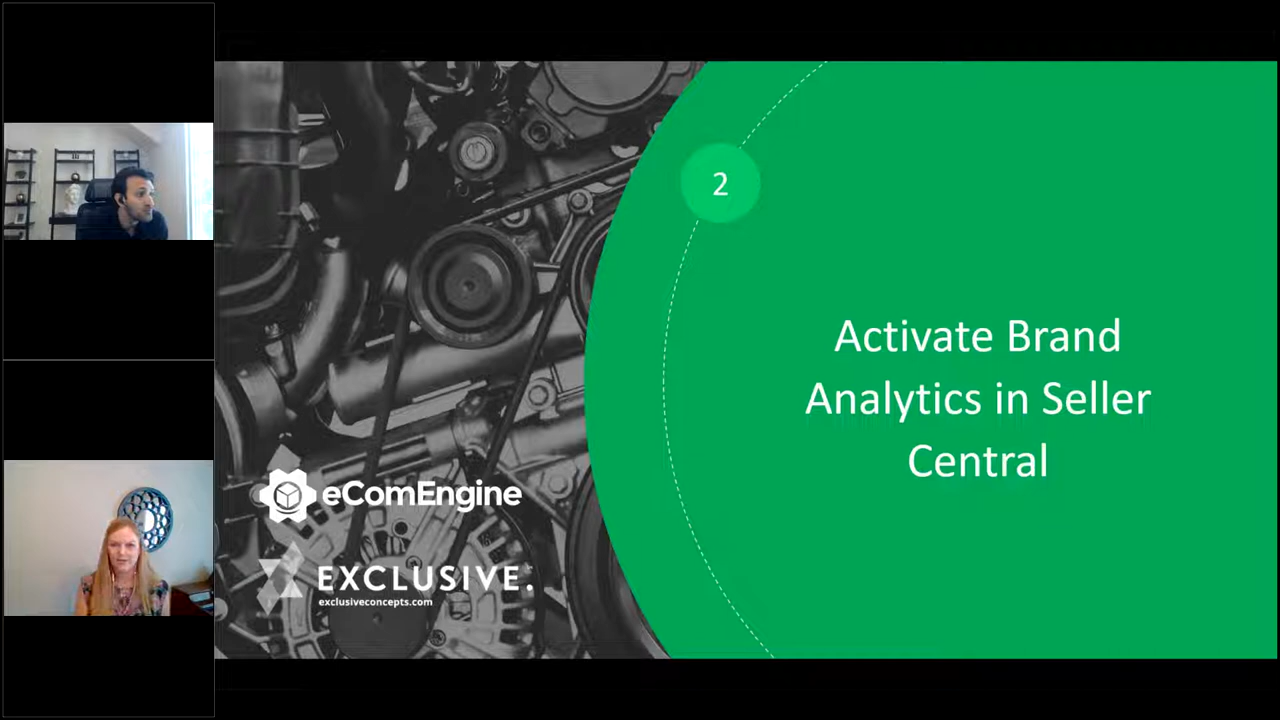 2
Activate Brand
Analytics in Seller
Central
eComEngine
EXCLUSIVE.
exclusiveconcepts.com